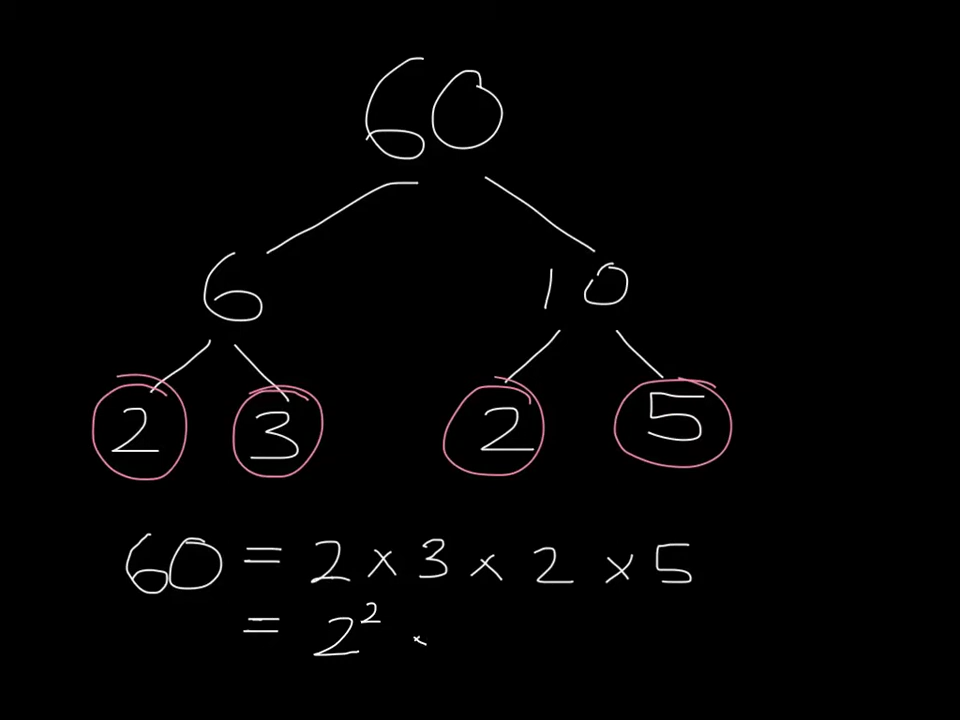 60
6 10
2 3 2 5
60 = 2 × 3 × 2 × 5
= 2² ×